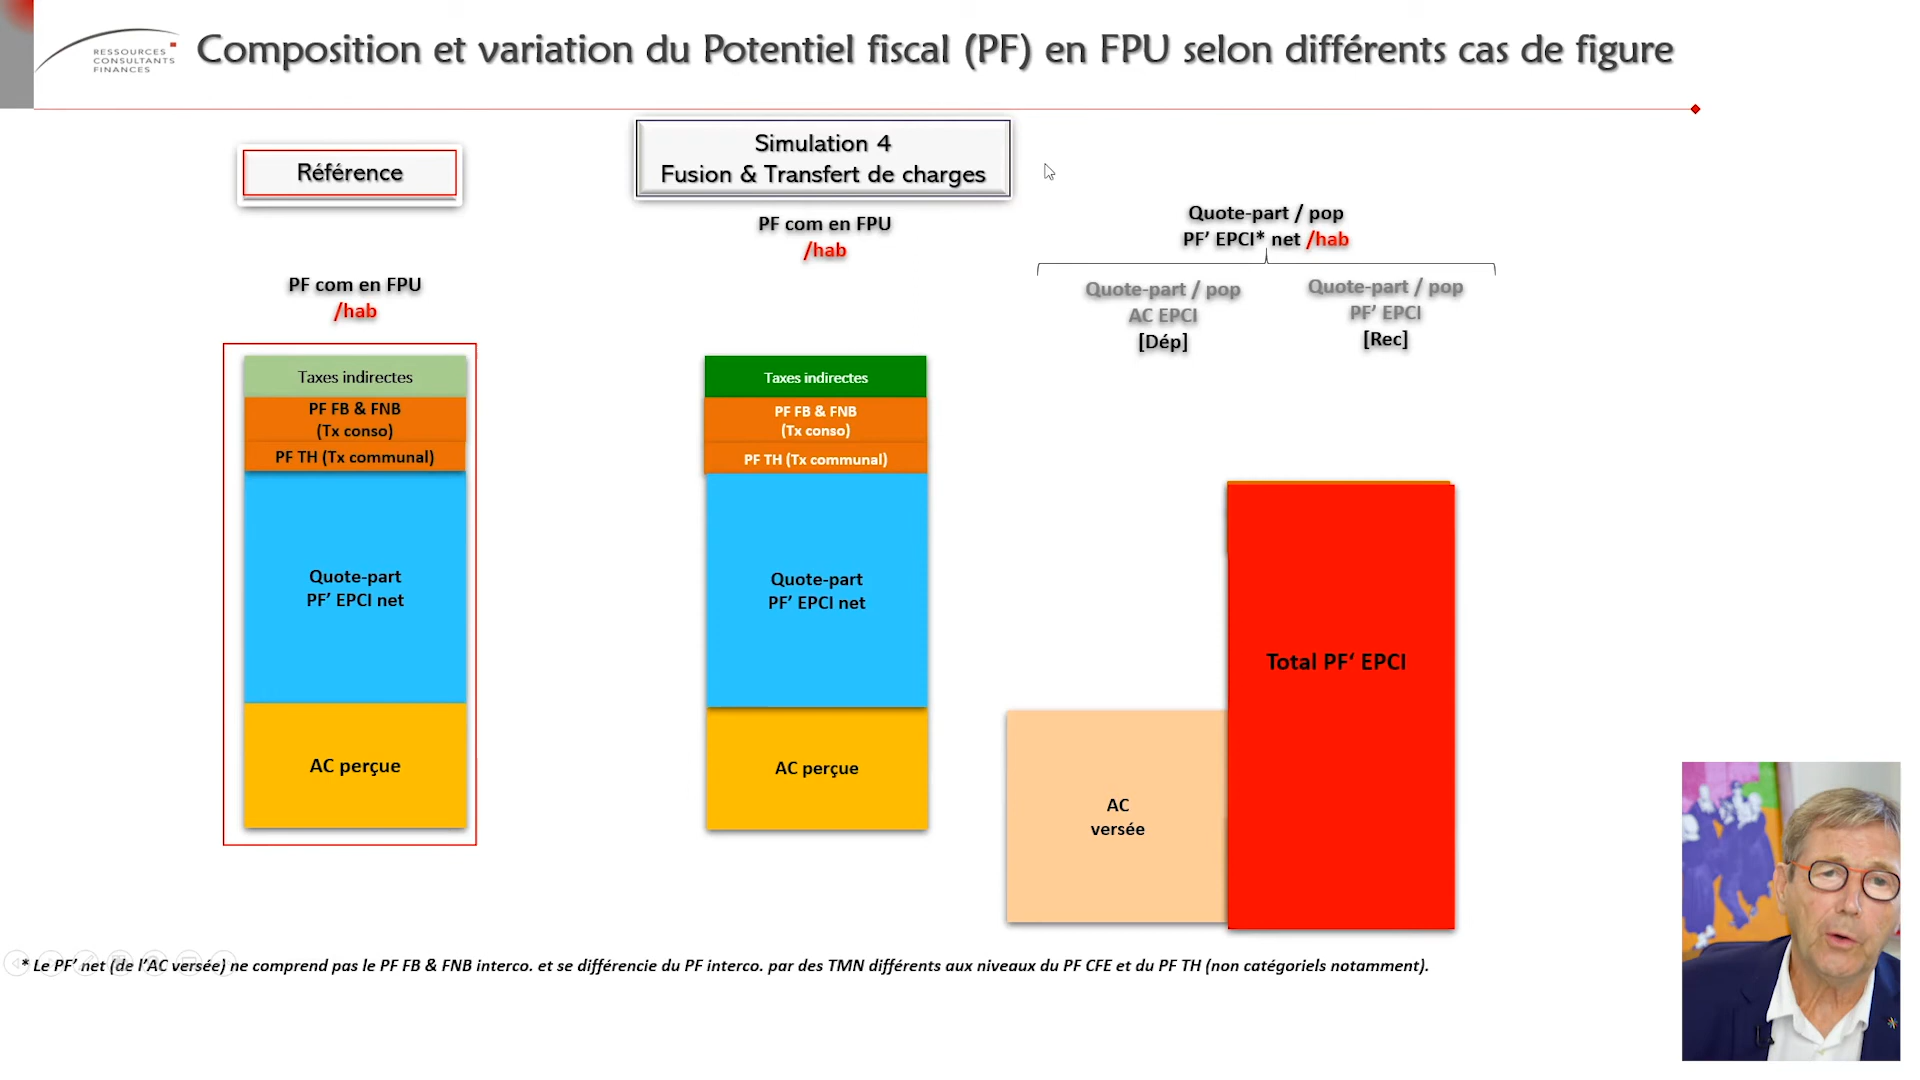 RESSOURCES
CONSULTANTS
FINANCES
Composition et variation du Potentiel fiscal (PF) en FPU selon différents cas de figure
Référence
PF com en FPU
/hab
Taxes indirectes
PF FB & FNB
(Tx conso)
PF TH (Tx communal)
Quote-part
PF’ EPCI net
AC perçue
Simulation 4
Fusion & Transfert de charges
PF com en FPU
/hab
Taxes indirectes
PF FB & FNB
(Tx conso)
PF TH (Tx communal)
Quote-part
PF’ EPCI net
AC perçue
Quote-part / pop
PF’ EPCI* net /hab
Quote-part / pop
AC EPCI
[Dép]
Quote-part / pop
PF’ EPCI
[Rec]
AC
versée
Total PF‘ EPCI
* Le PF’ net (de l’AC versée) ne comprend pas le PF FB & FNB interco. et se différencie du PF interco. par des TMN différents aux niveaux du PF CFE et du PF TH (non catégoriels notamment).